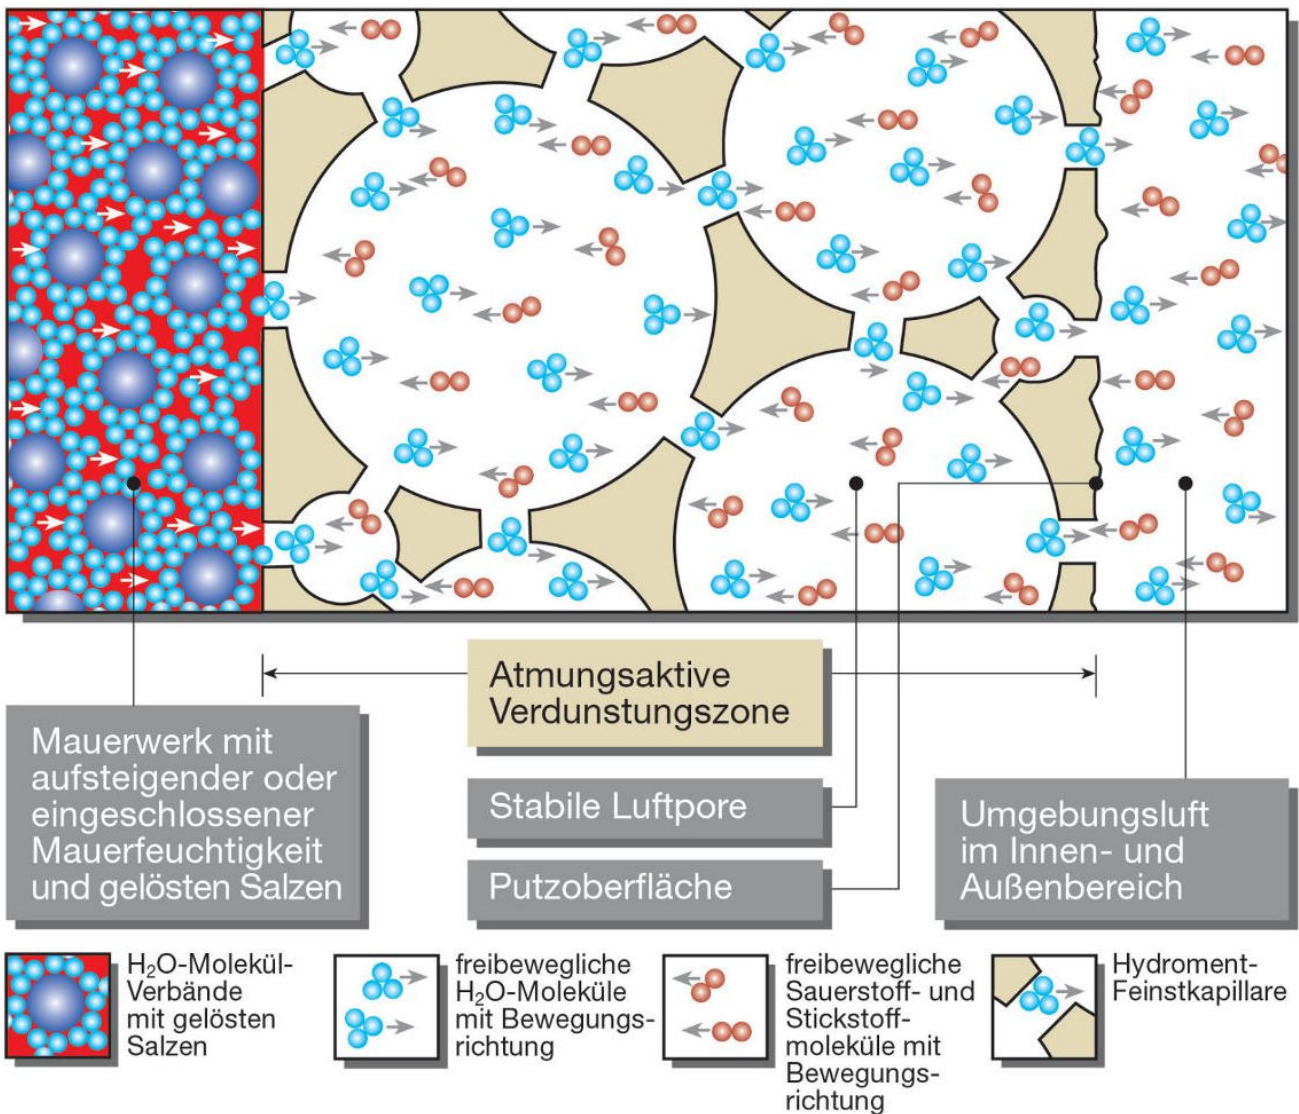 Atmungsaktive
Verdunstungszone
Mauerwerk mit
aufsteigender oder
eingeschlossener
Mauerfeuchtigkeit
und gelösten Salzen
Stabile Luftpore
Putzoberfläche
Umgebungsluft
im Innen- und
Außenbereich
H₂O-Molekül-
Verbände
mit gelösten
Salzen
freibewegliche
H₂O-Moleküle
mit Bewegungs-
richtung
freibewegliche
Sauerstoff- und
Stickstoff-
moleküle mit
Bewegungs-
richtung
Hydroment-
Feinstkapillare